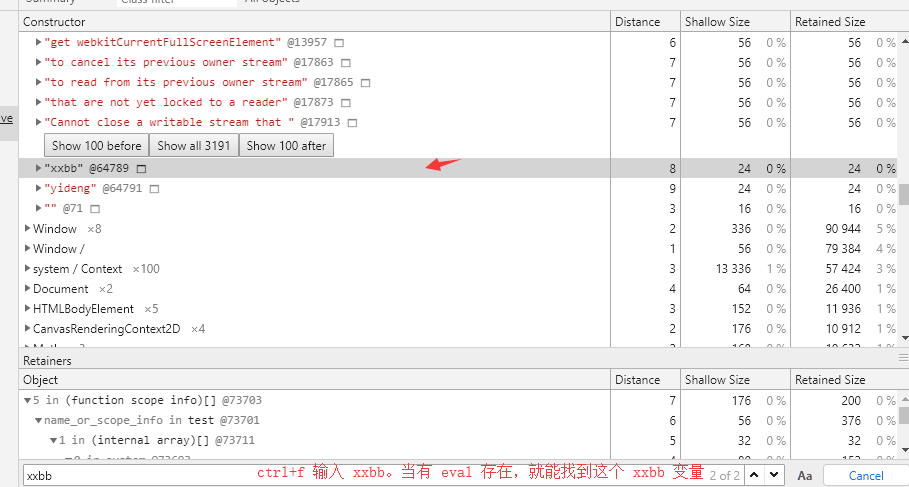 Summary Class filter All objects
Constructor Distance Shallow Size Retained Size
"get webkitCurrentFullScreenElement" @13957 6 56 0 % 56 0 %
"to cancel its previous owner stream" @17863 7 56 0 % 56 0 %
"to read from its previous owner stream" @17865 7 56 0 % 56 0 %
"that are not yet locked to a reader" @17873 7 56 0 % 56 0 %
"Cannot close a writable stream that " @17913 7 56 0 % 56 0 %
ve
Show 100 before Show all 3191 Show 100 after
"xxbb" @64789 8 24 0 % 24 0 %
"yideng" @64791 9 24 0 % 24 0 %
"" @71 3 16 0 % 16 0 %
Window ×8 2 336 0 % 90 944 5 %
Window / 1 56 0 % 79 384 4 %
system / Context ×100 3 13 336 1 % 57 424 3 %
Document ×2 4 64 0 % 26 400 1 %
HTMLBodyElement ×5 3 152 0 % 11 936 1 %
CanvasRenderingContext2D ×4 2 176 0 % 10 912 1 %
Retainers
Object Distance Shallow Size Retained Size
5 in (function scope info)[] @73703 7 176 0 % 200 0 %
name_or_scope_info in test @73701 6 56 0 % 376 0 %
1 in (internal array)[] @73711 5 32 0 % 32 0 %
xxbb ctrl+f 输入 xxbb。当有 eval 存在，就能找到这个 xxbb 变量 2 of 2 Aa Cancel